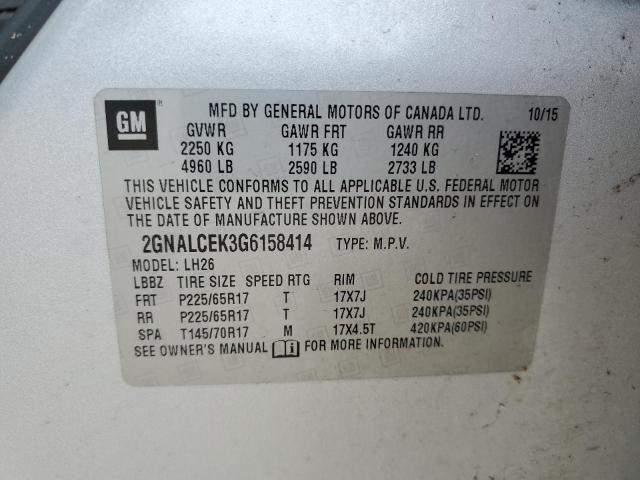 GM
MFD BY GENERAL MOTORS OF CANADA LTD. 10/15
GVWR GAWR FRT GAWR RR
2250 KG 1175 KG 1240 KG
4960 LB 2590 LB 2733 LB
THIS VEHICLE CONFORMS TO ALL APPLICABLE U.S. FEDERAL MOTOR
VEHICLE SAFETY AND THEFT PREVENTION STANDARDS IN EFFECT ON
THE DATE OF MANUFACTURE SHOWN ABOVE.
2GNALCEK3G6158414 TYPE: M.P.V.
MODEL: LH26
LBBZ TIRE SIZE SPEED RTG RIM COLD TIRE PRESSURE
FRT P225/65R17 T 17X7J 240KPA(35PSI)
RR P225/65R17 T 17X7J 240KPA(35PSI)
SPA T145/70R17 M 17X4.5T 420KPA(60PSI)
SEE OWNER'S MANUAL FOR MORE INFORMATION.